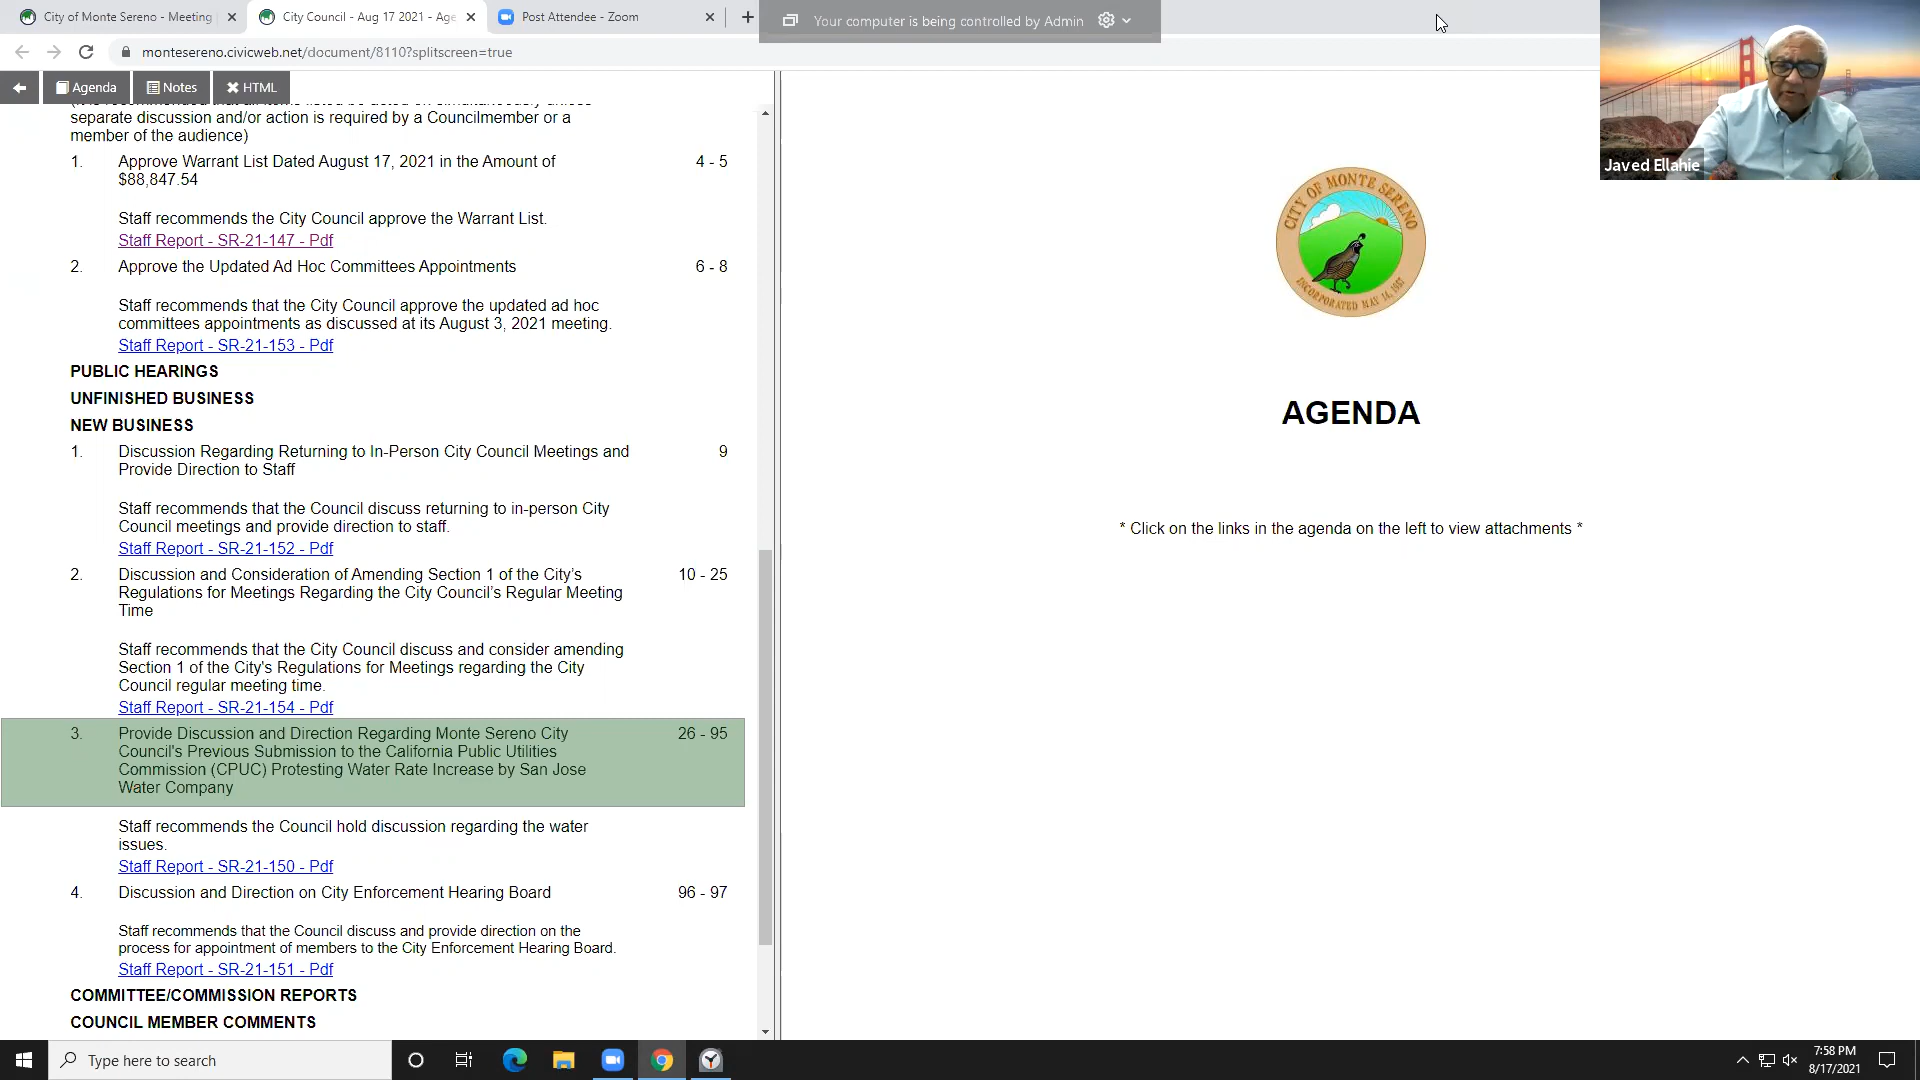 City of Monte Sereno - Meeting
City Council - Aug 17 2021 - Age
Post Attendee - Zoom
Your computer is being controlled by Admin
montesereno.civicweb.net/document/8110?splitscreen=true
Agenda
Notes
HTML
separate discussion and/or action is required by a Councilmember or a
member of the audience)
1. Approve Warrant List Dated August 17, 2021 in the Amount of 4 - 5
$88,847.54
Staff recommends the City Council approve the Warrant List.
Staff Report - SR-21-147 - Pdf
2. Approve the Updated Ad Hoc Committees Appointments 6 - 8
Staff recommends that the City Council approve the updated ad hoc
committees appointments as discussed at its August 3, 2021 meeting.
Staff Report - SR-21-153 - Pdf
PUBLIC HEARINGS
UNFINISHED BUSINESS
NEW BUSINESS
1. Discussion Regarding Returning to In-Person City Council Meetings and 9
Provide Direction to Staff
Staff recommends that the Council discuss returning to in-person City
Council meetings and provide direction to staff.
Staff Report - SR-21-152 - Pdf
2. Discussion and Consideration of Amending Section 1 of the City's 10 - 25
Regulations for Meetings Regarding the City Council's Regular Meeting
Time
Staff recommends that the City Council discuss and consider amending
Section 1 of the City's Regulations for Meetings regarding the City
Council regular meeting time.
Staff Report - SR-21-154 - Pdf
3. Provide Discussion and Direction Regarding Monte Sereno City 26 - 95
Council's Previous Submission to the California Public Utilities
Commission (CPUC) Protesting Water Rate Increase by San Jose
Water Company
Staff recommends the Council hold discussion regarding the water
issues.
Staff Report - SR-21-150 - Pdf
4. Discussion and Direction on City Enforcement Hearing Board 96 - 97
Staff recommends that the Council discuss and provide direction on the
process for appointment of members to the City Enforcement Hearing Board.
Staff Report - SR-21-151 - Pdf
COMMITTEE/COMMISSION REPORTS
COUNCIL MEMBER COMMENTS
CITY OF MONTE SERENO
INCORPORATED MAY 14, 1957
AGENDA
* Click on the links in the agenda on the left to view attachments *
Javed Ellahie
Type here to search
7:58 PM
8/17/2021